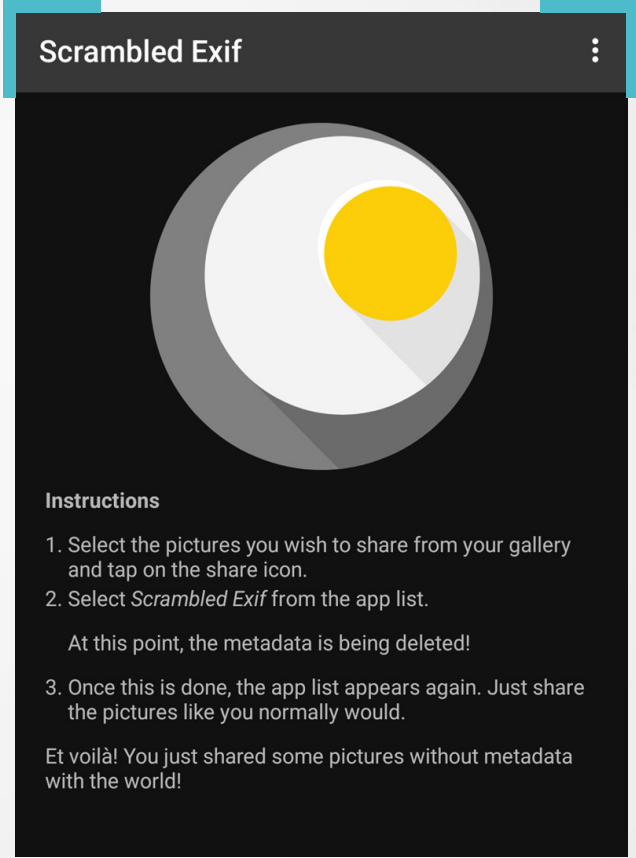 Scrambled Exif
Instructions
1. Select the pictures you wish to share from your gallery
and tap on the share icon.
2. Select Scrambled Exif from the app list.
At this point, the metadata is being deleted!
3. Once this is done, the app list appears again. Just share
the pictures like you normally would.
Et voilà! You just shared some pictures without metadata
with the world!